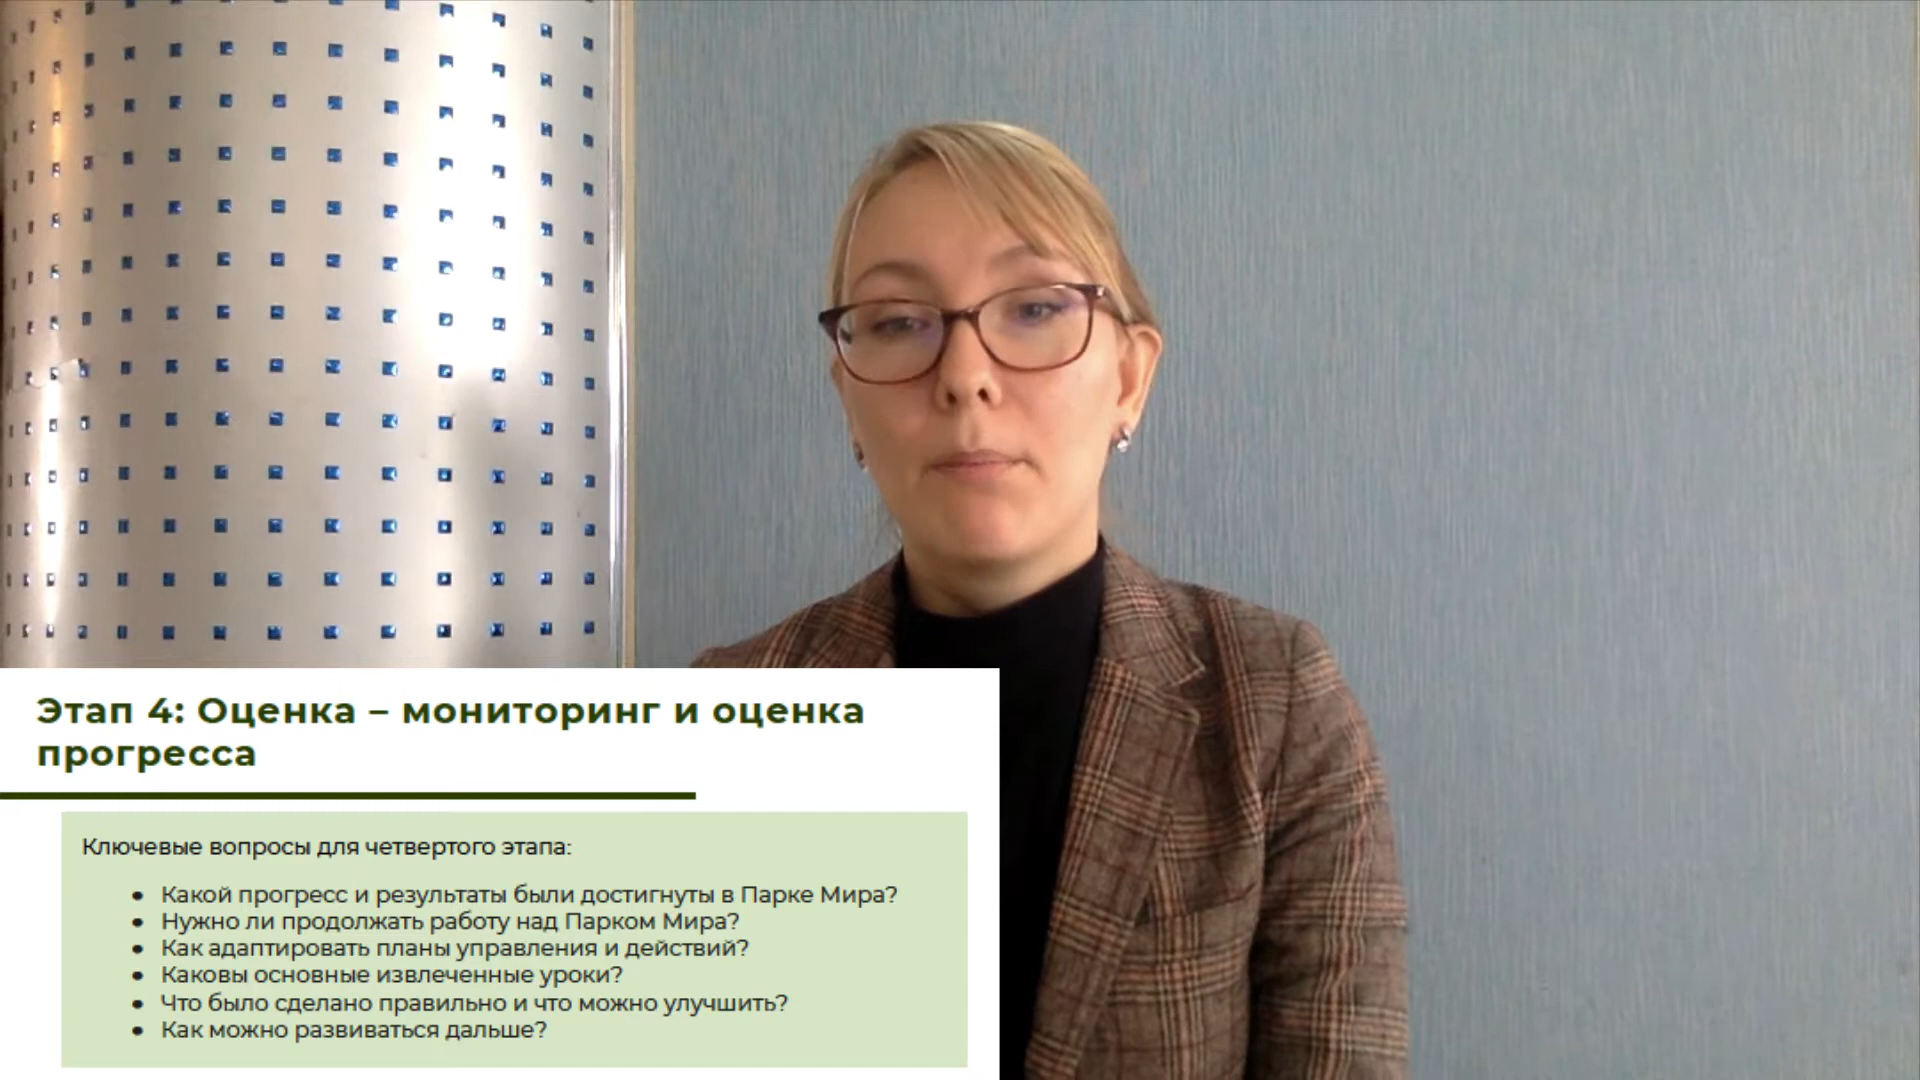 Этап 4: Оценка – мониторинг и оценка
прогресса
Ключевые вопросы для четвертого этапа:
• Какой прогресс и результаты были достигнуты в Парке Мира?
• Нужно ли продолжать работу над Парком Мира?
• Как адаптировать планы управления и действий?
• Каковы основные извлеченные уроки?
• Что было сделано правильно и что можно улучшить?
• Как можно развиваться дальше?